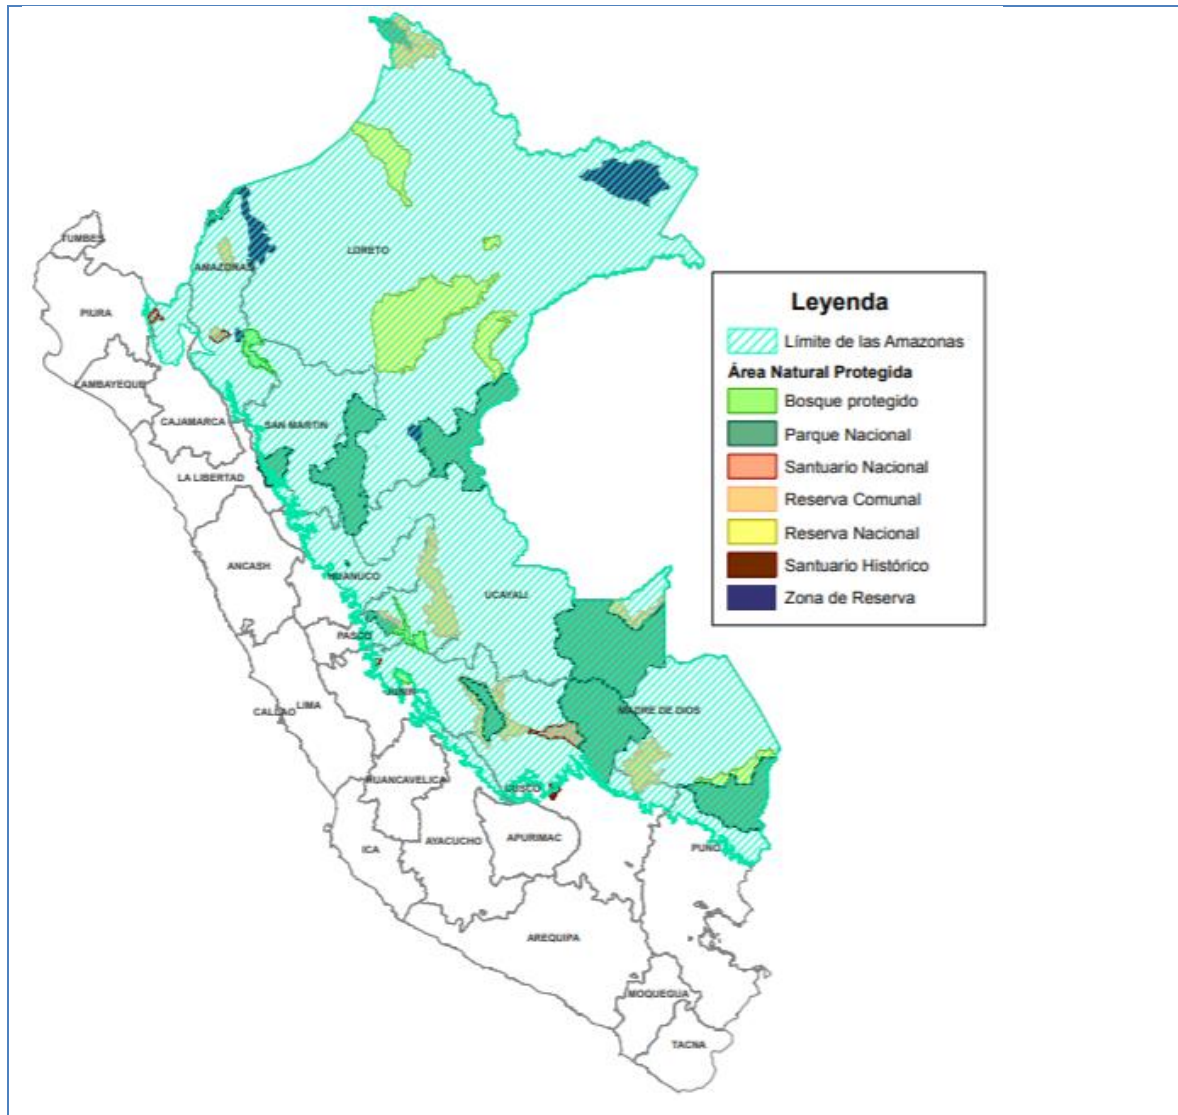 TUMBES
PIURA
LAMBAYEQUE
CAJAMARCA
AMAZONAS
LORETO
SAN MARTIN
LA LIBERTAD
ANCASH
HUANUCO
UCAYALI
PASCO
JUNIN
CALLAO
LIMA
MADRE DE DIOS
HUANCAVELICA
CUSCO
ICA
AYACUCHO
APURIMAC
PUNO
AREQUIPA
MOQUEGUA
TACNA
Leyenda
Límite de las Amazonas
Área Natural Protegida
Bosque protegido
Parque Nacional
Santuario Nacional
Reserva Comunal
Reserva Nacional
Santuario Histórico
Zona de Reserva